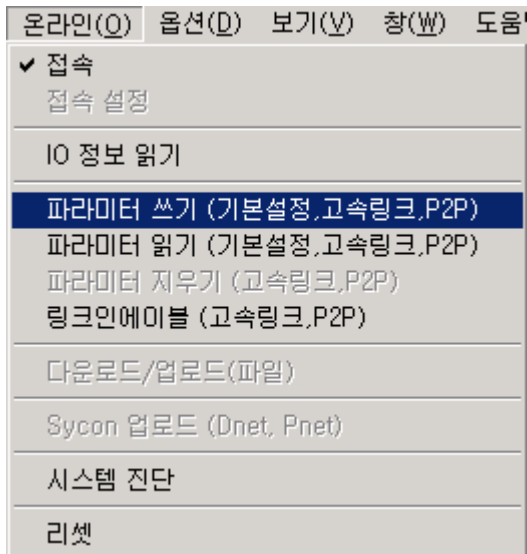 온라인(O) 옵션(D) 보기(V) 창(W) 도움
접속
접속 설정
IO 정보 읽기
파라미터 쓰기 (기본설정,고속링크,P2P)
파라미터 읽기 (기본설정,고속링크,P2P)
파라미터 지우기 (고속링크,P2P)
링크인에이블 (고속링크,P2P)
다운로드/업로드(파일)
Sycon 업로드 (Dnet, Pnet)
시스템 진단
리셋